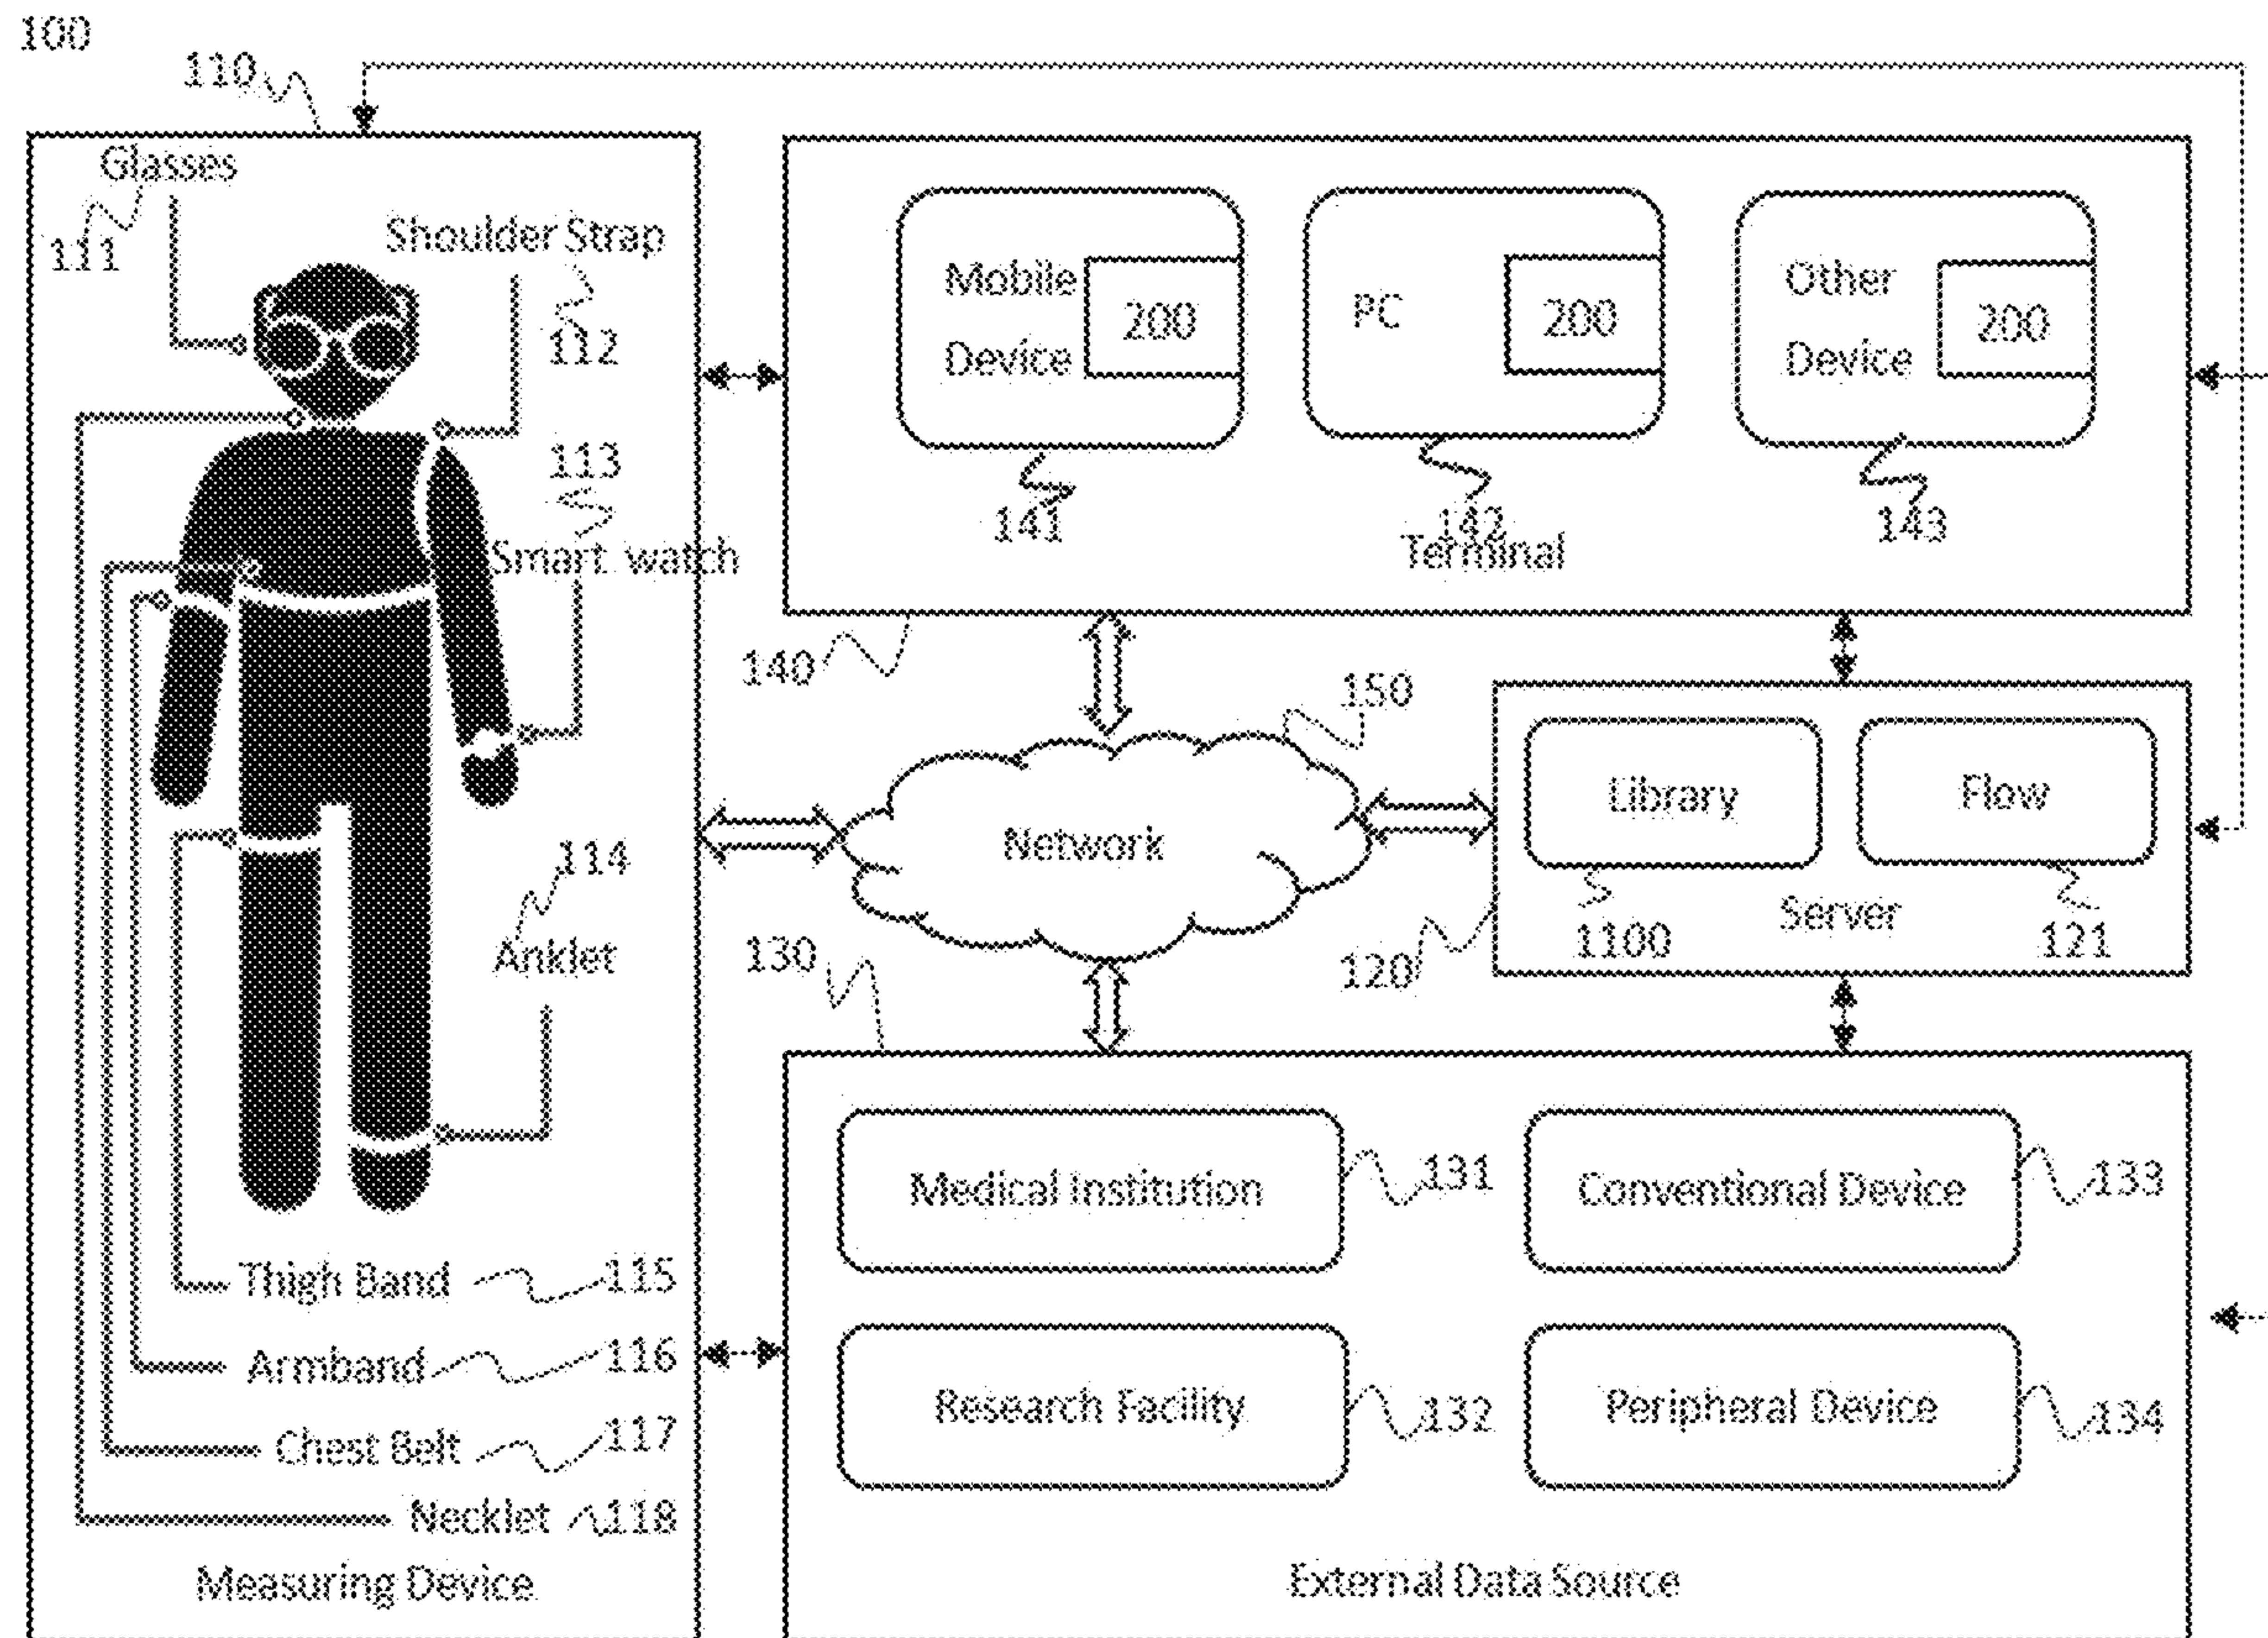 100
110
Glasses
111
Shoulder Strap
112
113
Smart watch
114
Anklet
Thigh Band 115
Armband 116
Chest Belt 117
Necklet 118
Measuring Device
Mobile
Device
200
PC
200
Other
Device
200
141
142
143
Terminal
140
150
Network
Library
Flow
1100
Server
121
120
130
Medical Institution 131
Conventional Device 133
Research Facility 132
Peripheral Device 134
External Data Source